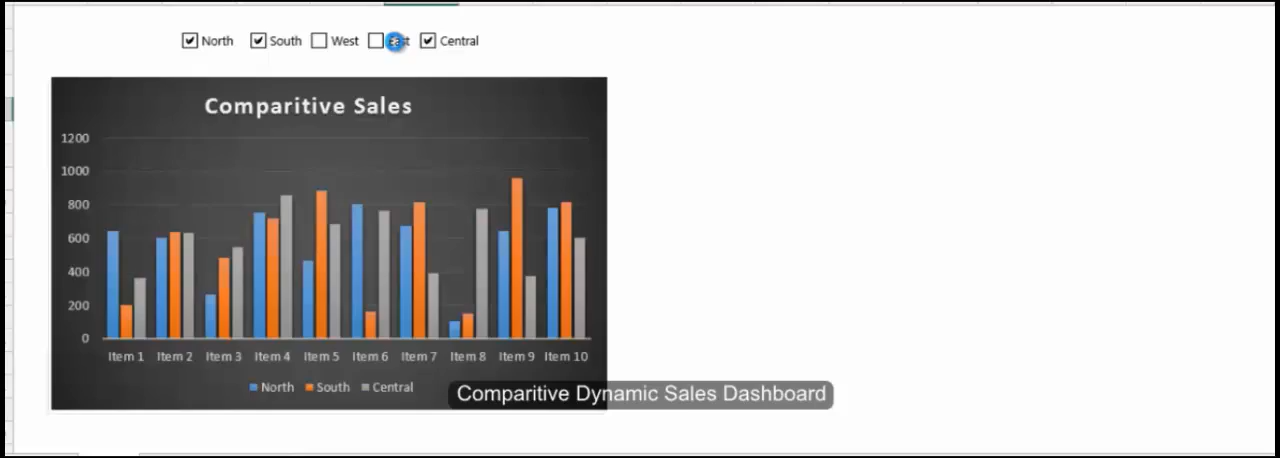 North South West Central
Comparitive Sales
1200
1000
800
600
400
200
0
Item 1 Item 2 Item 3 Item 4 Item 5 Item 6 Item 7 Item 8 Item 9 Item 10
North South Central
Comparitive Dynamic Sales Dashboard